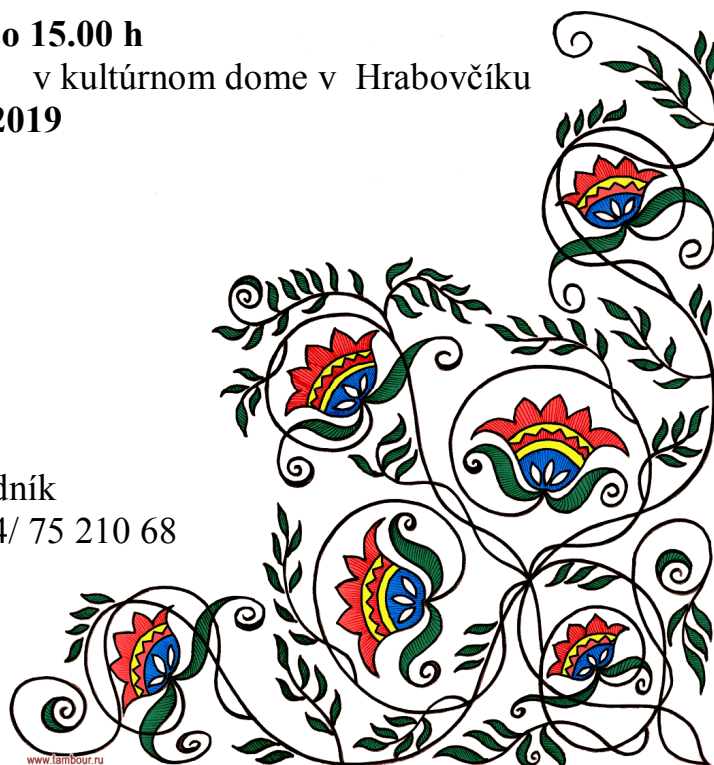 o 15.00 h
v kultúrnom dome v Hrabovčíku
2019
dník
4/ 75 210 68
www.tambour.ru